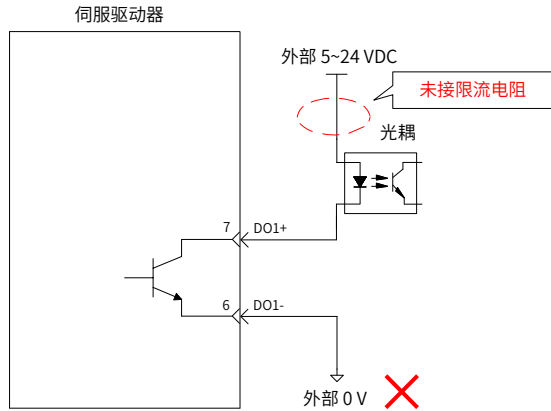 伺服驱动器
外部 5~24 VDC
未接限流电阻
光耦
7 DO1+
6 DO1-
外部 0 V